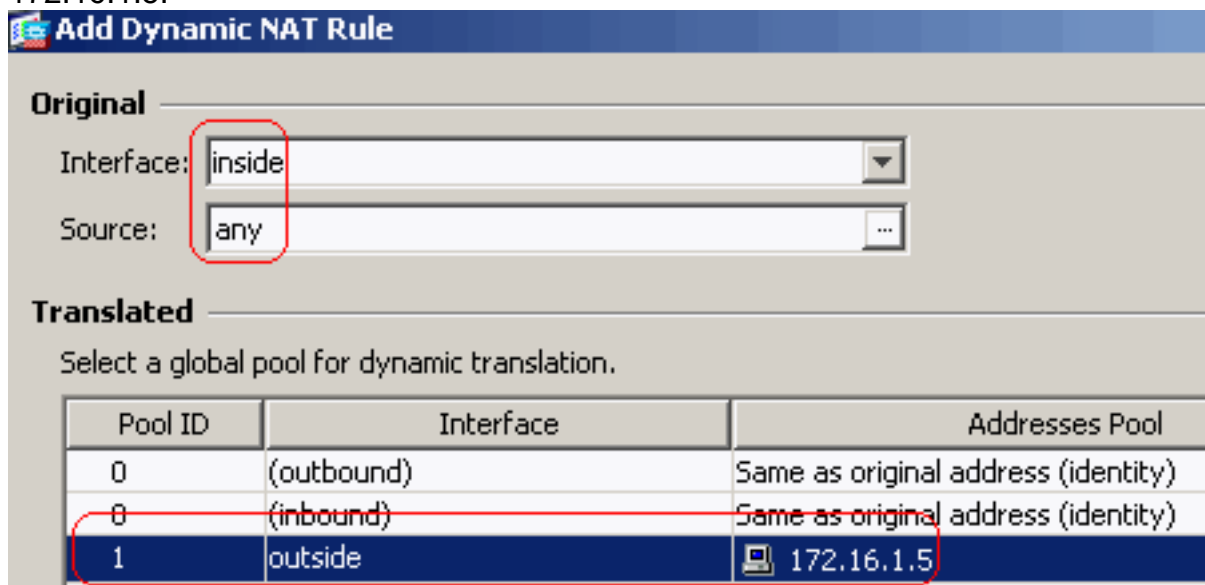 Add Dynamic NAT Rule
Original
Interface: inside
Source: any ...
Translated
Select a global pool for dynamic translation.
Pool ID Interface Addresses Pool
0 (outbound) Same as original address (identity)
0 (inbound) Same as original address (identity)
1 outside 172.16.1.5